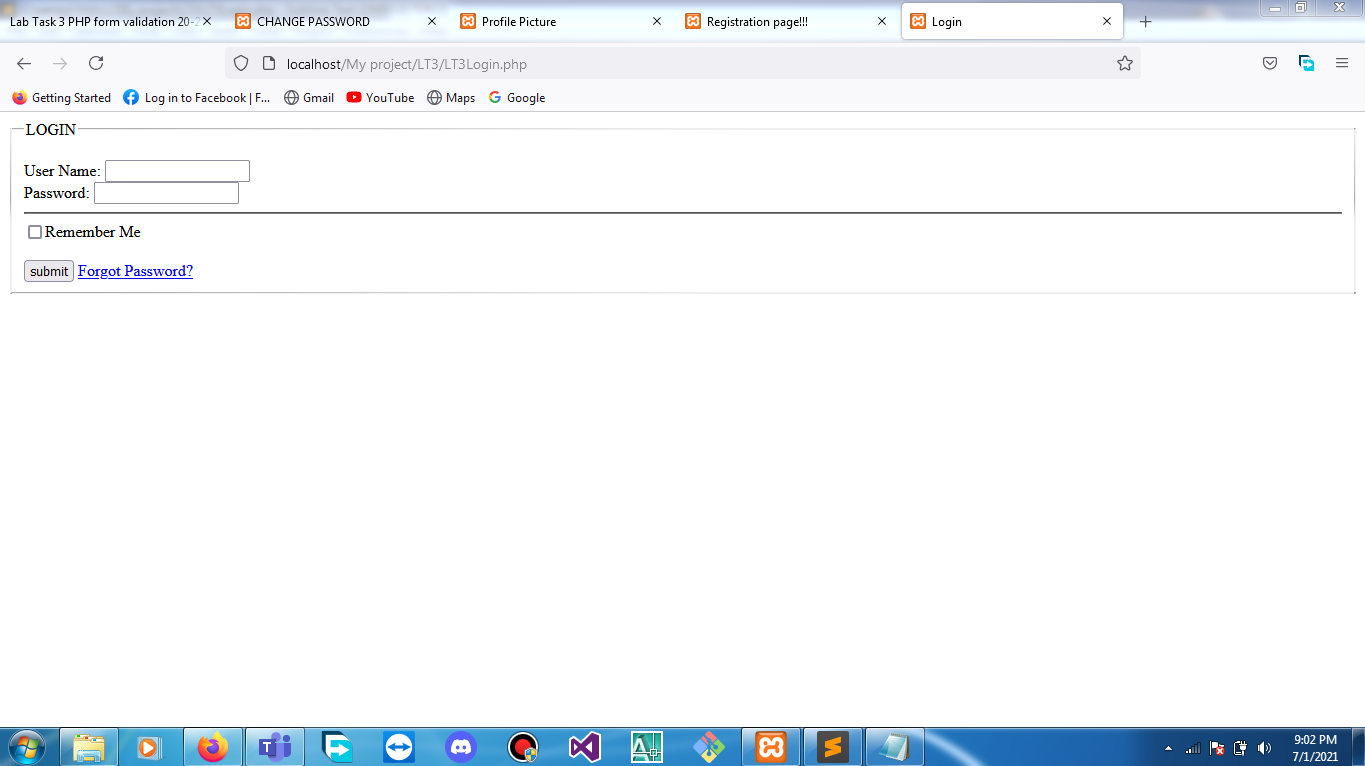 Lab Task 3 PHP form validation 20-2
CHANGE PASSWORD
Profile Picture
Registration page!!!
Login
localhost/My project/LT3/LT3Login.php
Getting Started
Log in to Facebook | F...
Gmail
YouTube
Maps
Google
LOGIN
User Name:
Password:
Remember Me
submit Forgot Password?
9:02 PM
7/1/2021